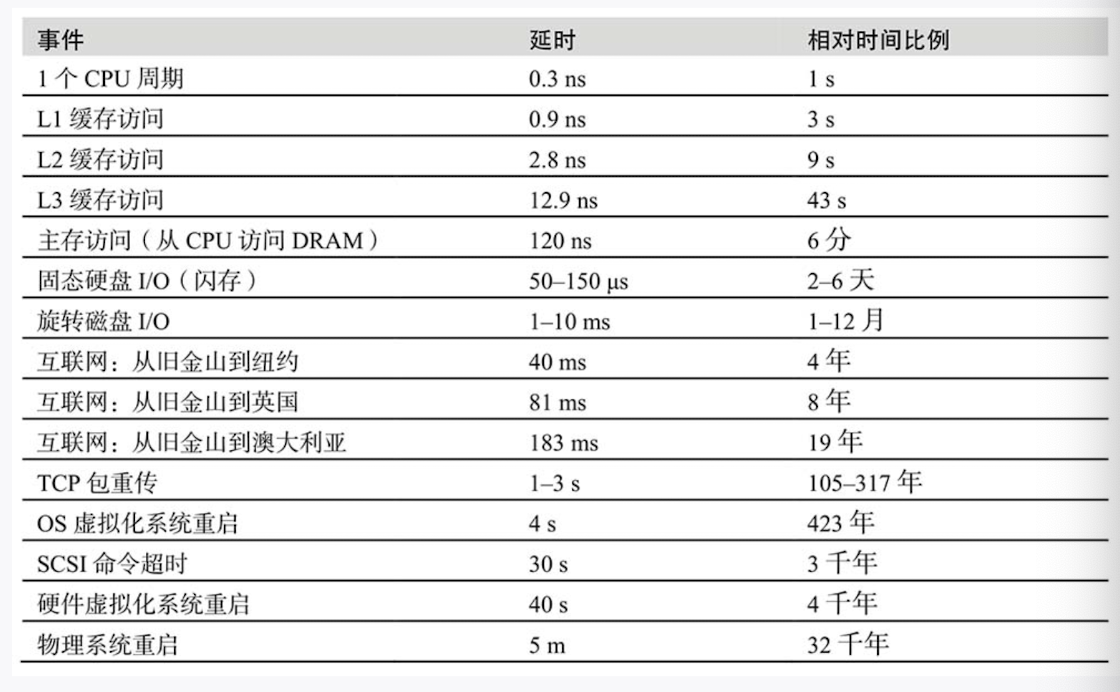 事件 延时 相对时间比例
1 个 CPU 周期 0.3 ns 1 s
L1 缓存访问 0.9 ns 3 s
L2 缓存访问 2.8 ns 9 s
L3 缓存访问 12.9 ns 43 s
主存访问（从 CPU 访问 DRAM） 120 ns 6 分
固态硬盘 I/O（闪存） 50–150 μs 2–6 天
旋转磁盘 I/O 1–10 ms 1–12 月
互联网：从旧金山到纽约 40 ms 4 年
互联网：从旧金山到英国 81 ms 8 年
互联网：从旧金山到澳大利亚 183 ms 19 年
TCP 包重传 1–3 s 105–317 年
OS 虚拟化系统重启 4 s 423 年
SCSI 命令超时 30 s 3 千年
硬件虚拟化系统重启 40 s 4 千年
物理系统重启 5 m 32 千年